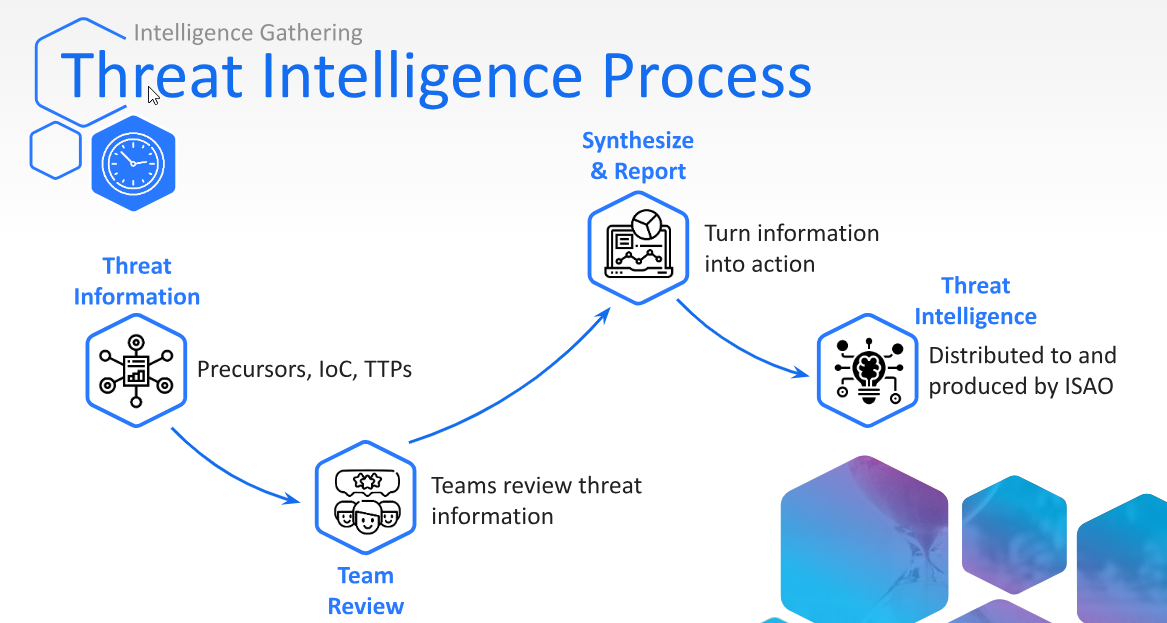 Intelligence Gathering
Threat Intelligence Process
Threat
Information
Precursors, IoC, TTPs
Team
Review
Teams review threat
information
Synthesize
& Report
Turn information
into action
Threat
Intelligence
Distributed to and
produced by ISAO